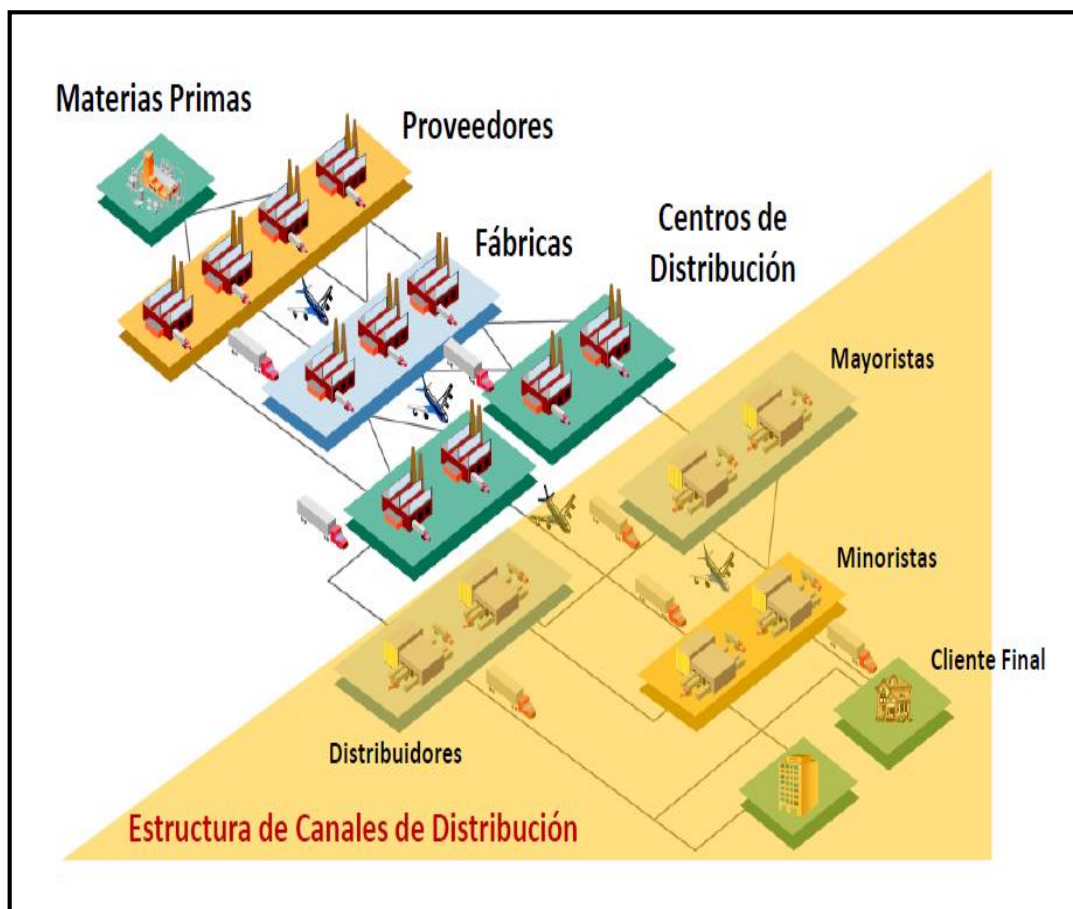 Materias Primas
Proveedores
Fábricas
Centros de
Distribución
Mayoristas
Minoristas
Cliente Final
Distribuidores
Estructura de Canales de Distribución